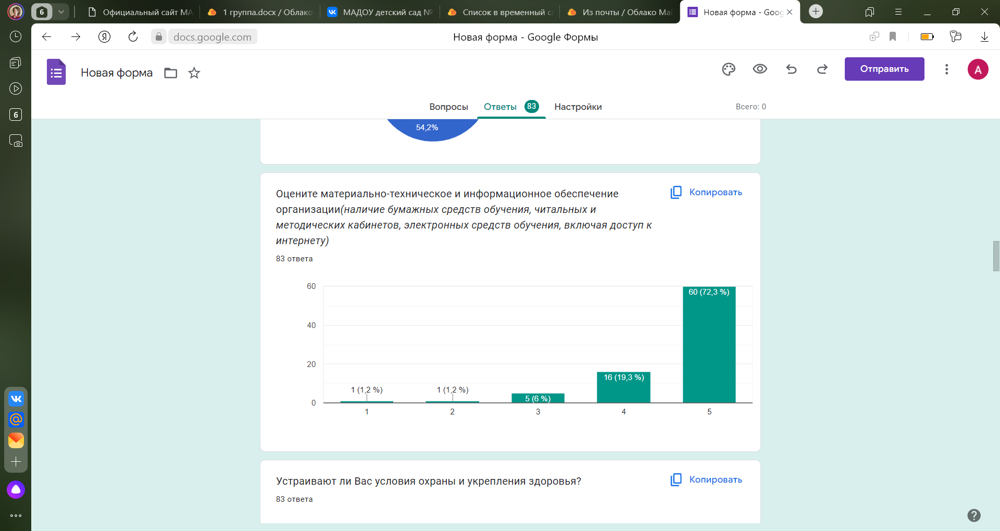 6
Официальный сайт МА
1 группа.docx / Облако
МАДОУ детский сад №
Список в временный с
Из почты / Облако Mai
Новая форма - Goog
docs.google.com
Новая форма - Google Формы
6
Новая форма
Отправить
A
Вопросы
Ответы 83
Настройки
Всего: 0
54,2%
Оцените материально-техническое и информационное обеспечение
организации(наличие бумажных средств обучения, читальных и
методических кабинетов, электронных средств обучения, включая доступ к
интернету)
Копировать
83 ответа
60
40
20
0
1 (1,2 %)
1 (1,2 %)
5 (6 %)
16 (19,3 %)
60 (72,3 %)
1
2
3
4
5
Устраивают ли Вас условия охраны и укрепления здоровья?
Копировать
83 ответа